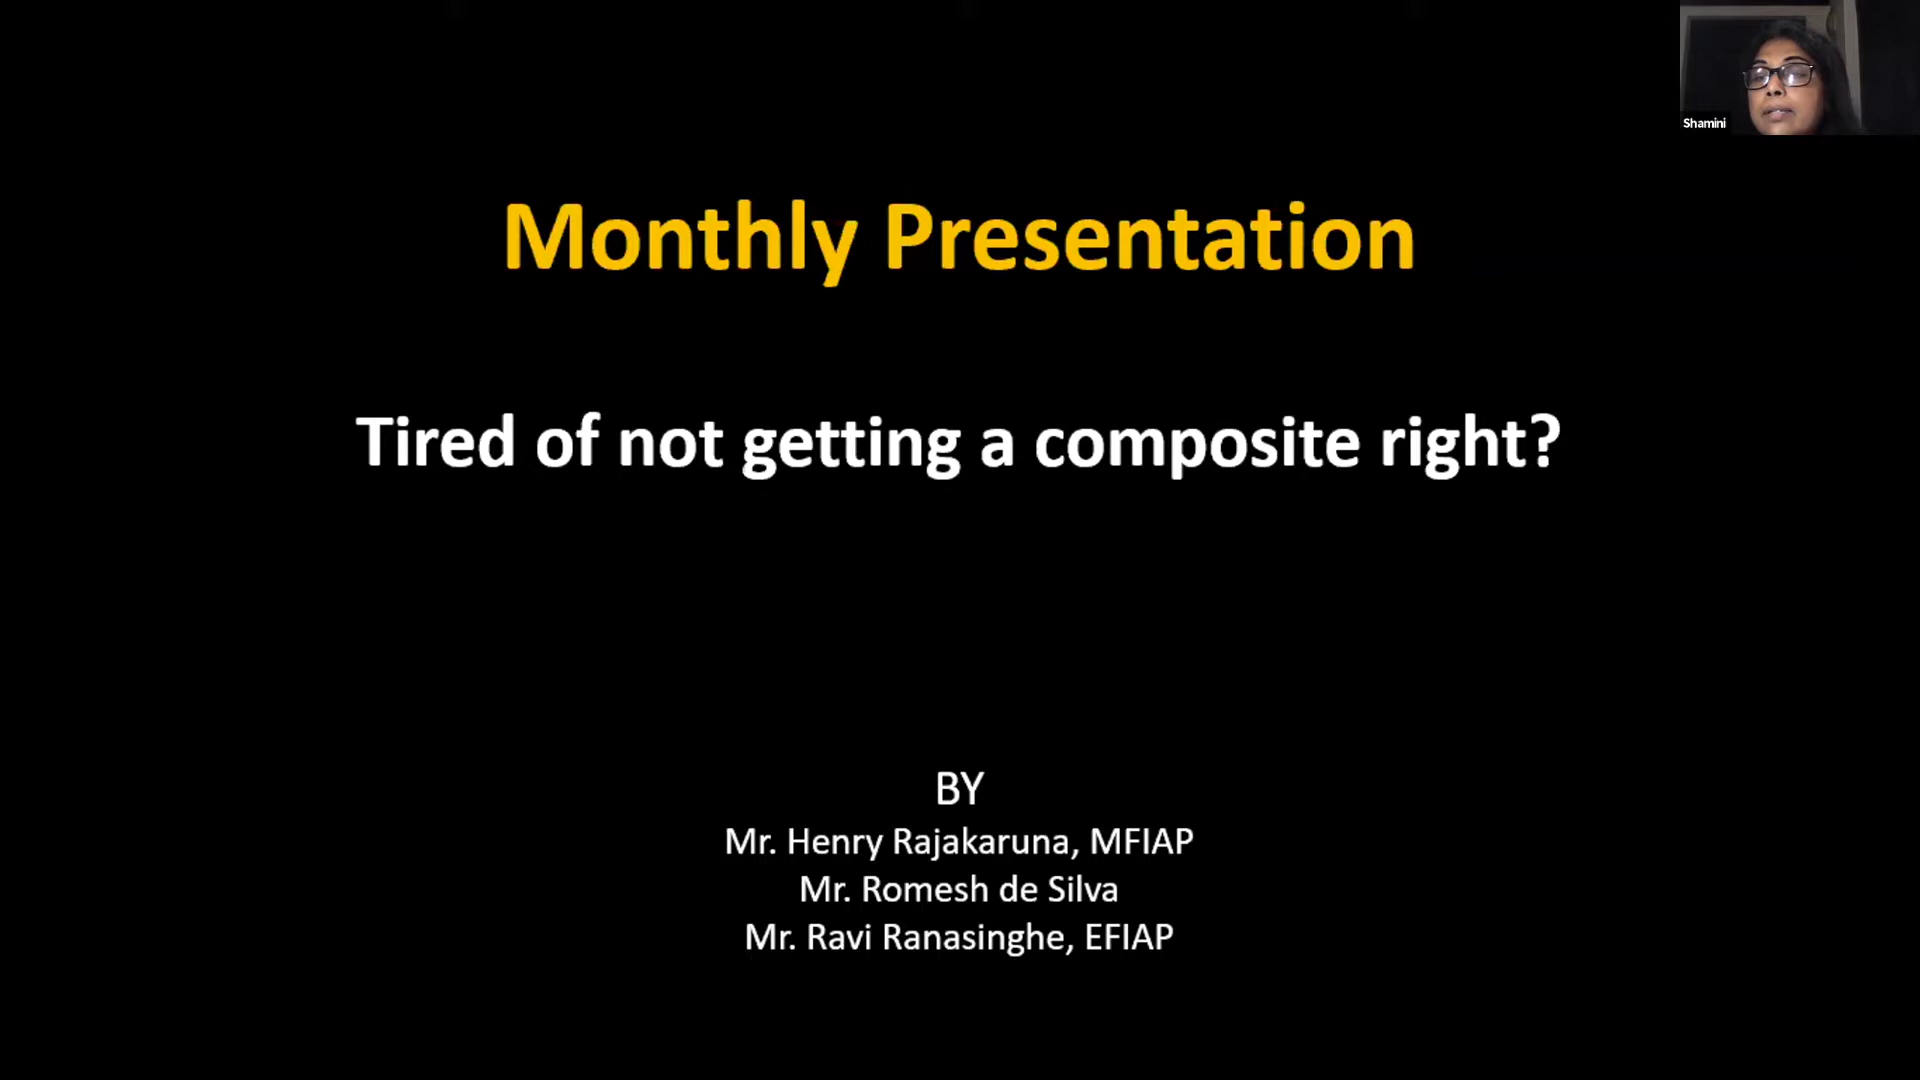 Shamini
Monthly Presentation
Tired of not getting a composite right?
BY
Mr. Henry Rajakaruna, MFIAP
Mr. Romesh de Silva
Mr. Ravi Ranasinghe, EFIAP